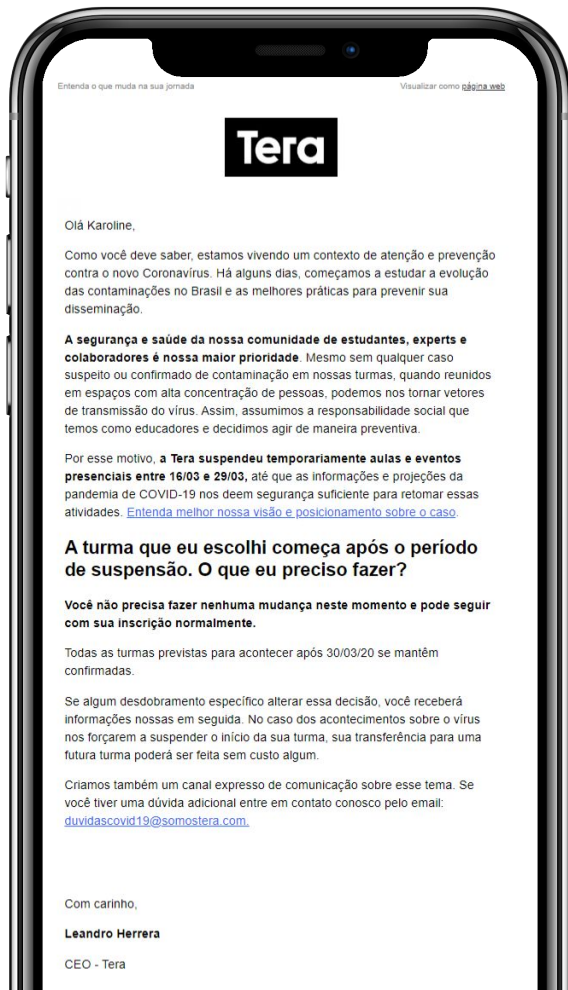 Entenda o que muda na sua jornada
Visualizar como página web
Tera
Olá Karoline,
Como você deve saber, estamos vivendo um contexto de atenção e prevenção
contra o novo Coronavírus. Há alguns dias, começamos a estudar a evolução
das contaminações no Brasil e as melhores práticas para prevenir sua
disseminação.
A segurança e saúde da nossa comunidade de estudantes, experts e
colaboradores é nossa maior prioridade. Mesmo sem qualquer caso
suspeito ou confirmado de contaminação em nossas turmas, quando reunidos
em espaços com alta concentração de pessoas, podemos nos tornar vetores
de transmissão do vírus. Assim, assumimos a responsabilidade social que
temos como educadores e decidimos agir de maneira preventiva.
Por esse motivo, a Tera suspendeu temporariamente aulas e eventos
presenciais entre 16/03 e 29/03, até que as informações e projeções da
pandemia de COVID-19 nos deem segurança suficiente para retomar essas
atividades. Entenda melhor nossa visão e posicionamento sobre o caso.
A turma que eu escolhi começa após o período
de suspensão. O que eu preciso fazer?
Você não precisa fazer nenhuma mudança neste momento e pode seguir
com sua inscrição normalmente.
Todas as turmas previstas para acontecer após 30/03/20 se mantêm
confirmadas.
Se algum desdobramento específico alterar essa decisão, você receberá
informações nossas em seguida. No caso dos acontecimentos sobre o vírus
nos forçarem a suspender o início da sua turma, sua transferência para uma
futura turma poderá ser feita sem custo algum.
Criamos também um canal expresso de comunicação sobre esse tema. Se
você tiver uma dúvida adicional entre em contato conosco pelo email:
duvidascovid19@somostera.com.
Com carinho,
Leandro Herrera
CEO - Tera